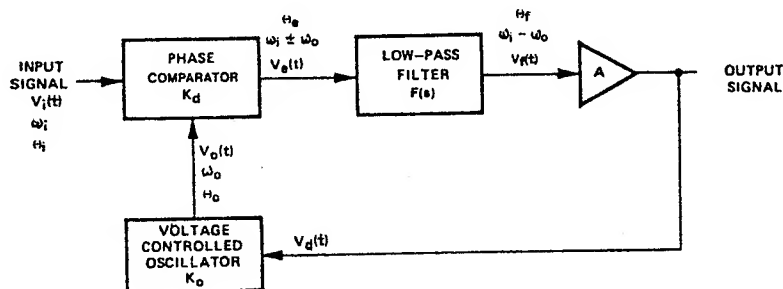 INPUT
SIGNAL
Vi(t)
ωi
θi
PHASE
COMPARATOR
Kd
θe
ωi ± ωo
Ve(t)
LOW-PASS
FILTER
F(s)
θf
ωi - ωo
Vf(t)
A
OUTPUT
SIGNAL
Vo(t)
ωo
θo
VOLTAGE
CONTROLLED
OSCILLATOR
Ko
Vd(t)